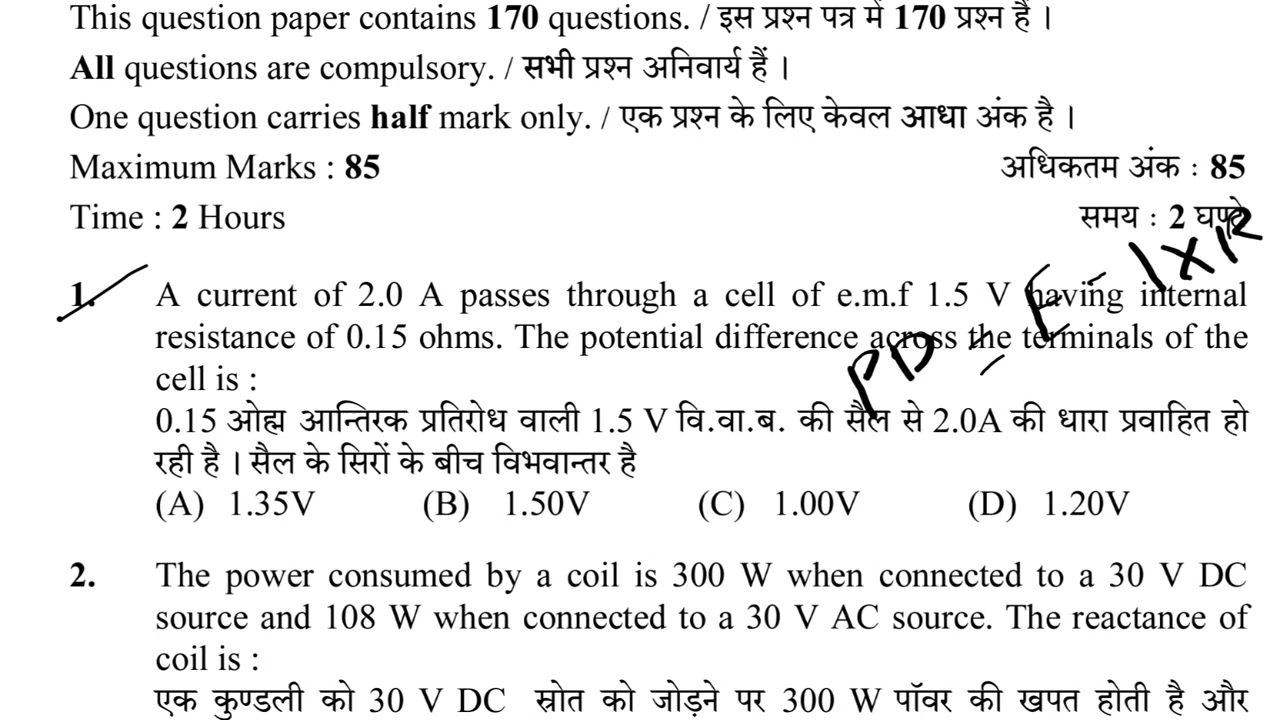 This question paper contains 170 questions. / इस प्रश्न पत्र में 170 प्रश्न हैं ।
All questions are compulsory. / सभी प्रश्न अनिवार्य हैं ।
One question carries half mark only. / एक प्रश्न के लिए केवल आधा अंक है ।
Maximum Marks : 85 अधिकतम अंक : 85
Time : 2 Hours समय : 2 घण्टे
1. A current of 2.0 A passes through a cell of e.m.f 1.5 V having internal
resistance of 0.15 ohms. The potential difference across the terminals of the
cell is :
PD = E - I X R
0.15 ओह्म आन्तिरक प्रतिरोध वाली 1.5 V वि.वा.ब. की सैल से 2.0A की धारा प्रवाहित हो
रही है । सैल के सिरों के बीच विभवान्तर है
(A) 1.35V (B) 1.50V (C) 1.00V (D) 1.20V
2. The power consumed by a coil is 300 W when connected to a 30 V DC
source and 108 W when connected to a 30 V AC source. The reactance of
coil is :
एक कुण्डली को 30 V DC स्रोत को जोड़ने पर 300 W पॉवर की खपत होती है और